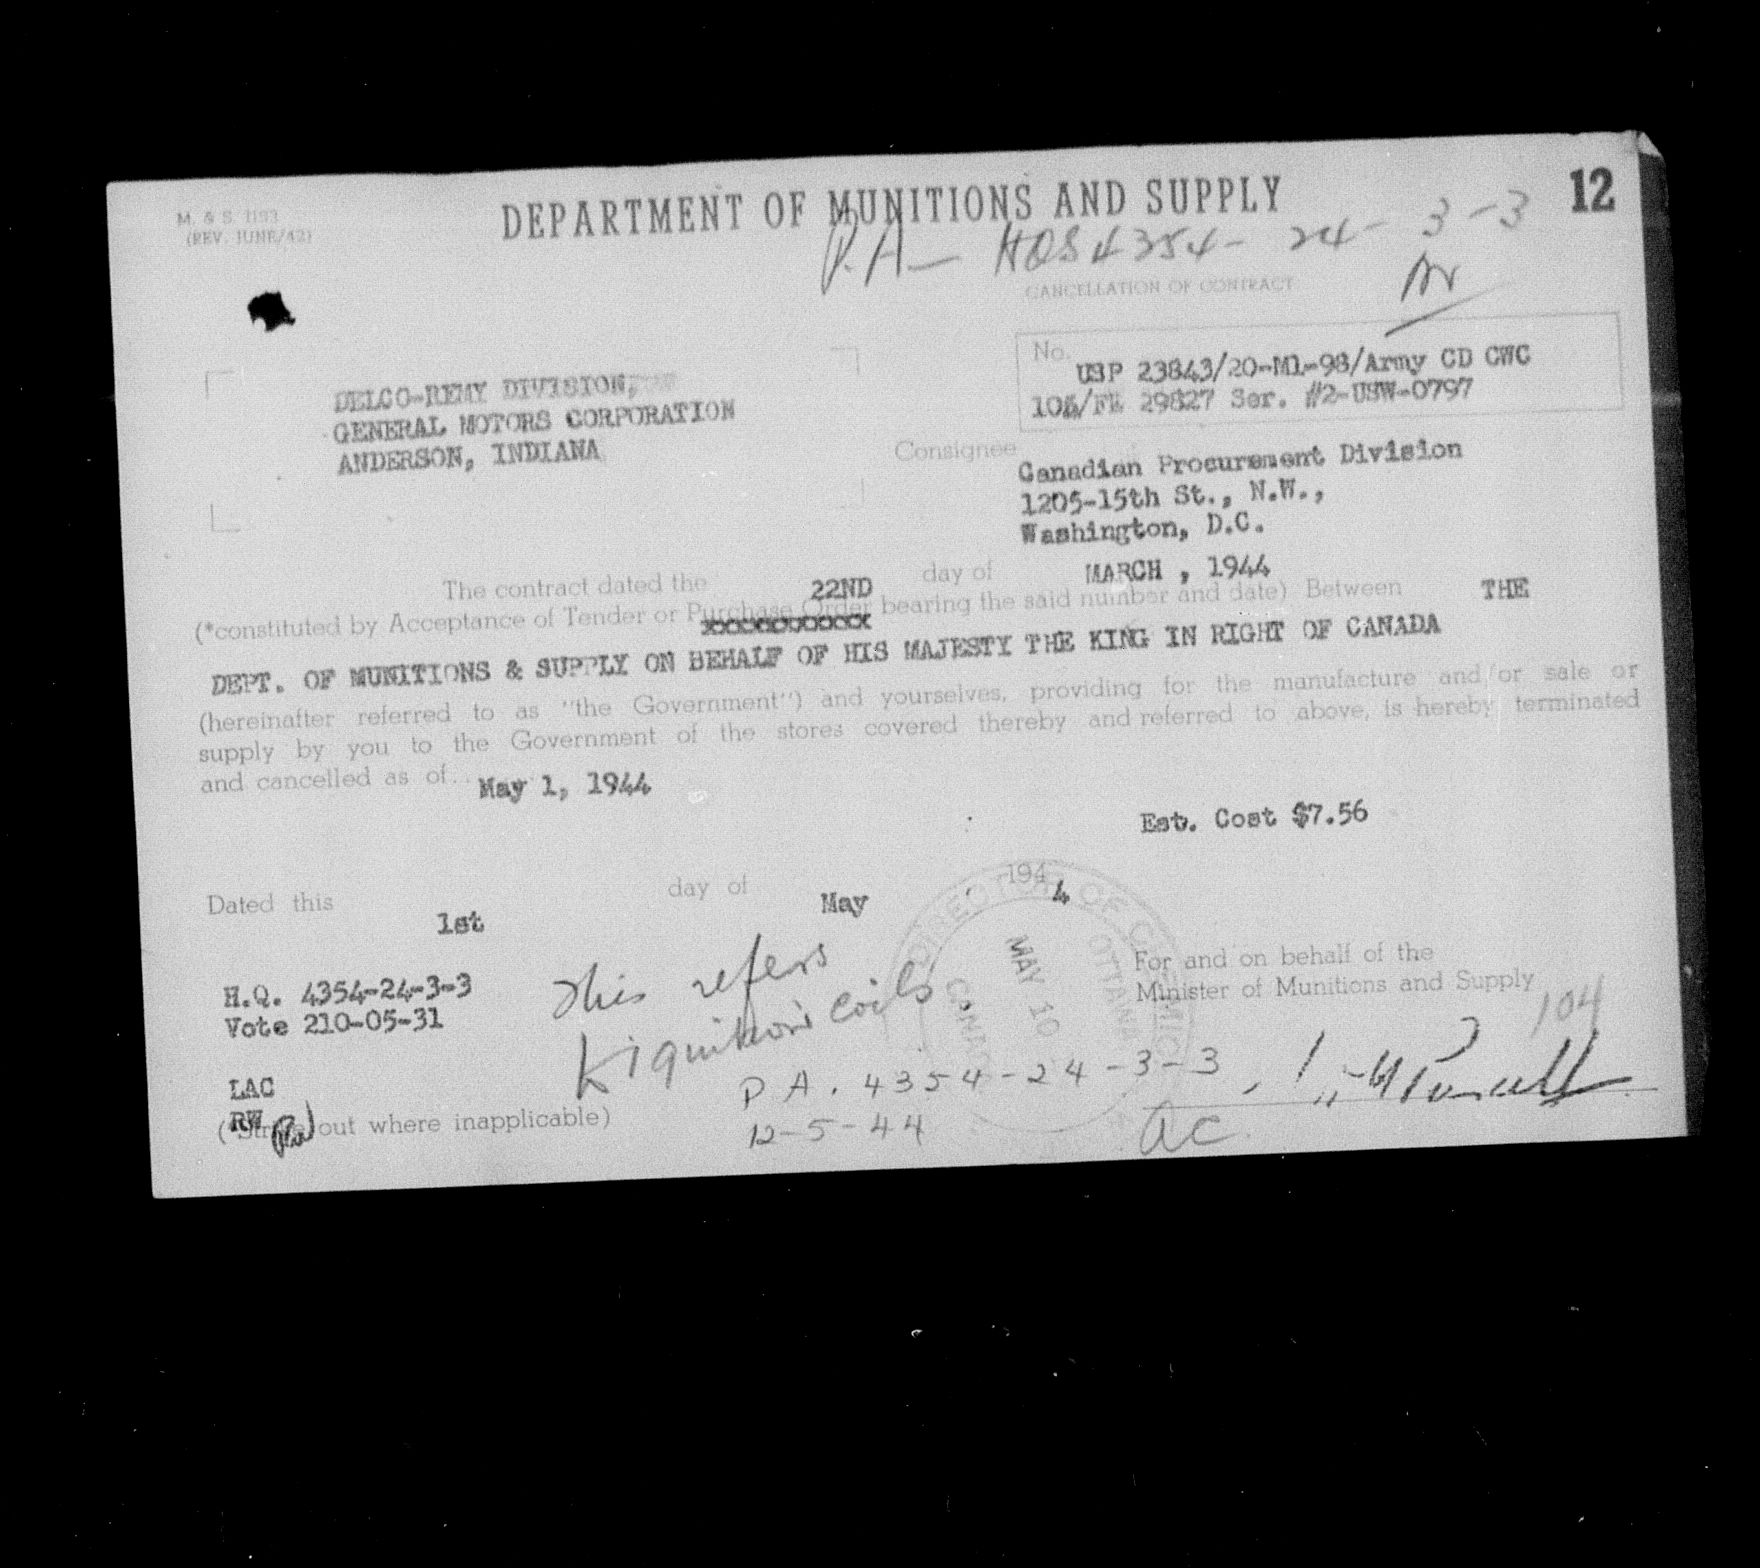 M. & S. 1193
(REV. JUNE/42)
DEPARTMENT OF MUNITIONS AND SUPPLY
12
P.A — HQS 4354 - 24 - 3 - 3
CANCELLATION OF CONTRACT
DELCO-REMY DIVISION,
GENERAL MOTORS CORPORATION
ANDERSON, INDIANA
No.
USP 23843/20-M1-98/Army CD CWC
/FE 29827 Ser. #2-USW-0797
Consignee
Canadian Procurement Division
1205-15th St., N.W.,
Washington, D.C.
The contract dated the 22ND day of MARCH , 1944
(*constituted by Acceptance of Tender or Purchase Order bearing the said number and date) Between THE
DEPT. OF MUNITIONS & SUPPLY ON BEHALF OF HIS MAJESTY THE KING IN RIGHT OF CANADA
(hereinafter referred to as "the Government") and yourselves, providing for the manufacture and/or sale or
supply by you to the Government of the stores covered thereby and referred to above, is hereby terminated
and cancelled as of... May 1, 1944
Est. Cost $7.56
Dated this 1st day of May 1944
H.Q. 4354-24-3-3
Vote 210-05-31
This refers
ignition coils
DIRECTOR OF
OTTAWA
MAY 10
CANADA
For and on behalf of the
Minister of Munitions and Supply
104
LAC
RW
(*Strike out where inapplicable)
P A . 4354 - 24 - 3 - 3
12-5-44
ac